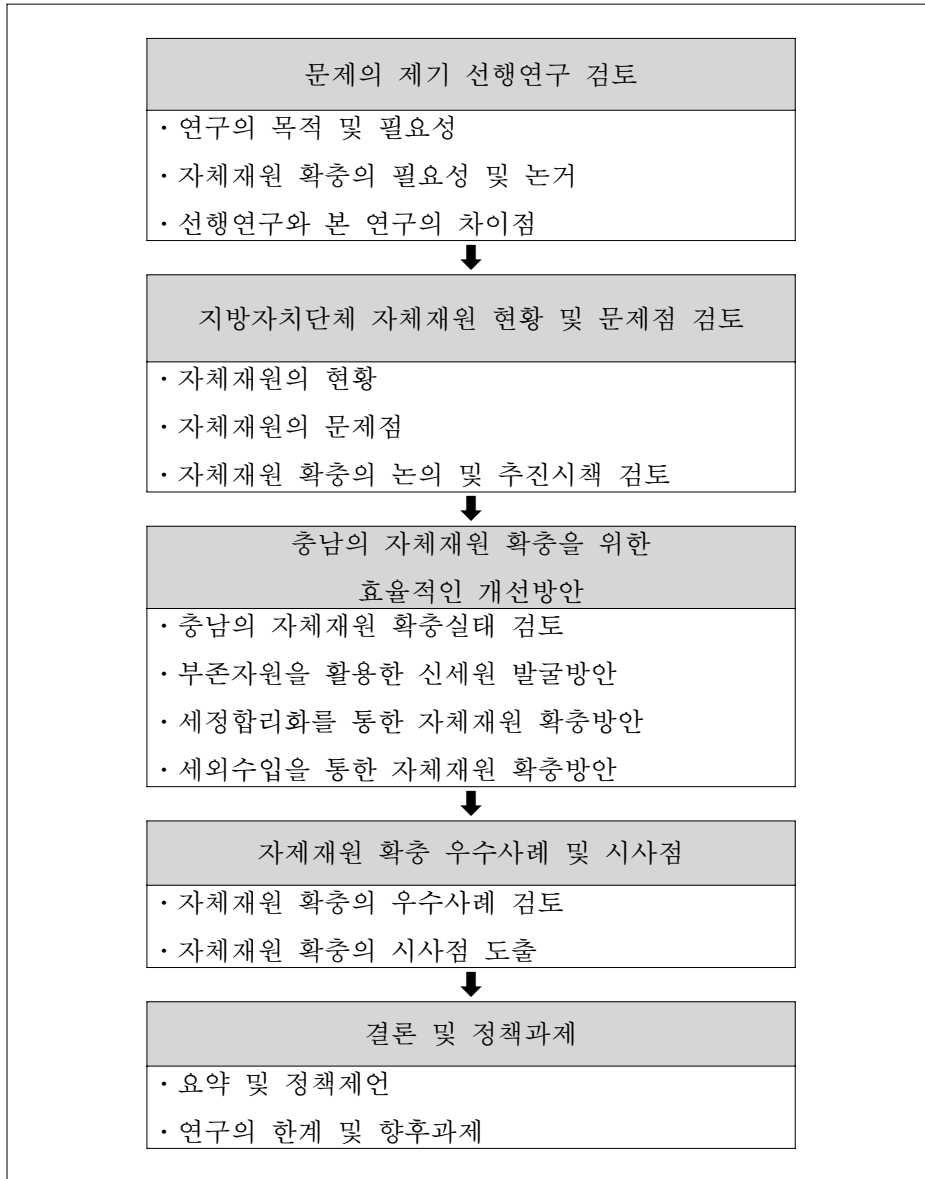 문제의 제기 선행연구 검토
· 연구의 목적 및 필요성
· 자체재원 확충의 필요성 및 논거
· 선행연구와 본 연구의 차이점
지방자치단체 자체재원 현황 및 문제점 검토
· 자체재원의 현황
· 자체재원의 문제점
· 자체재원 확충의 논의 및 추진시책 검토
충남의 자체재원 확충을 위한
효율적인 개선방안
· 충남의 자체재원 확충실태 검토
· 부존자원을 활용한 신세원 발굴방안
· 세정합리화를 통한 자체재원 확충방안
· 세외수입을 통한 자체재원 확충방안
자제재원 확충 우수사례 및 시사점
· 자체재원 확충의 우수사례 검토
· 자체재원 확충의 시사점 도출
결론 및 정책과제
· 요약 및 정책제언
· 연구의 한계 및 향후과제